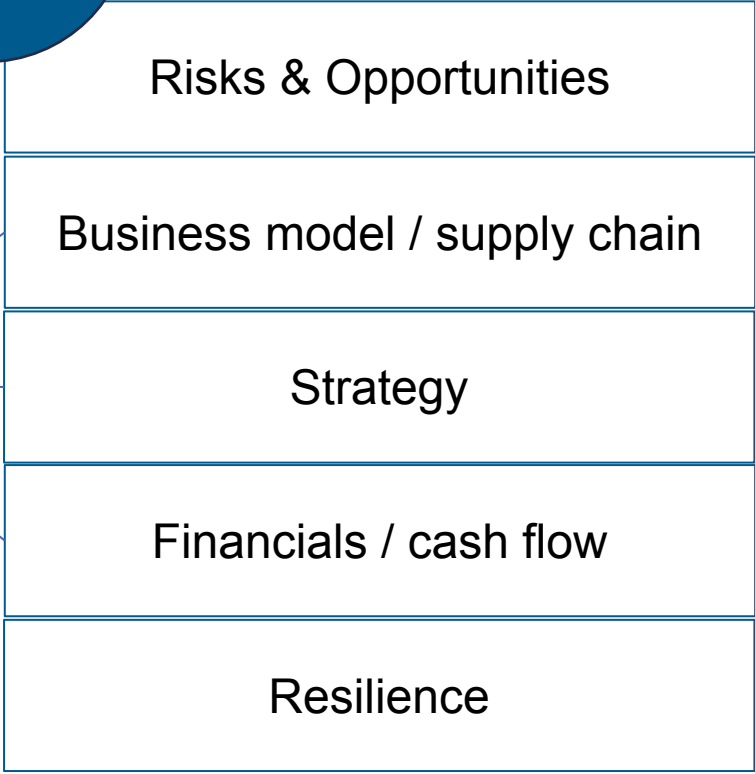 Risks & Opportunities
Business model / supply chain
Strategy
Financials / cash flow
Resilience